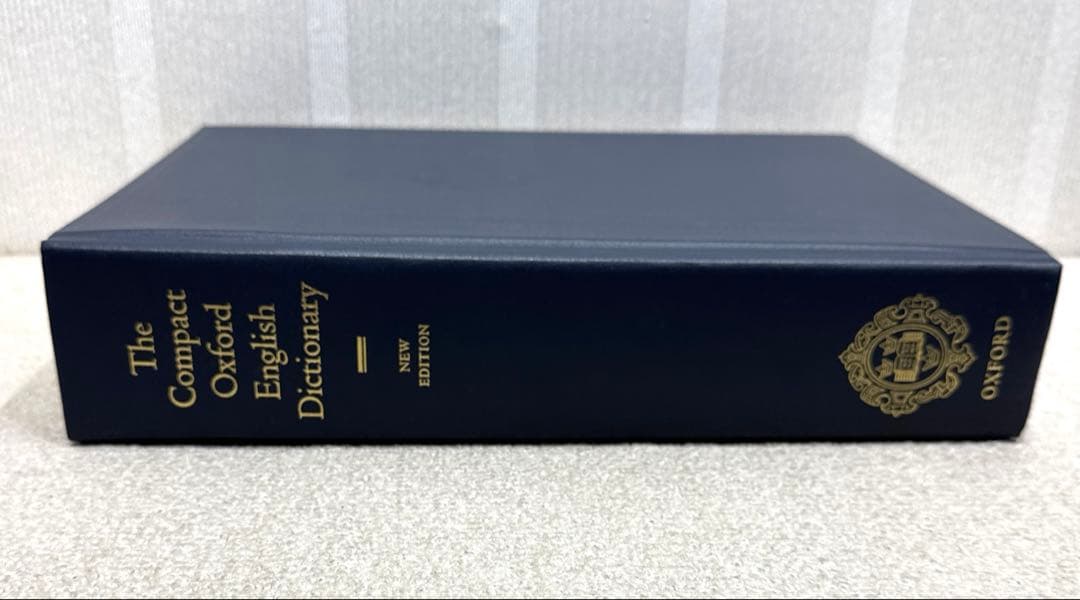 The
Compact
Oxford
English
Dictionary
NEW
EDITION
OXFORD